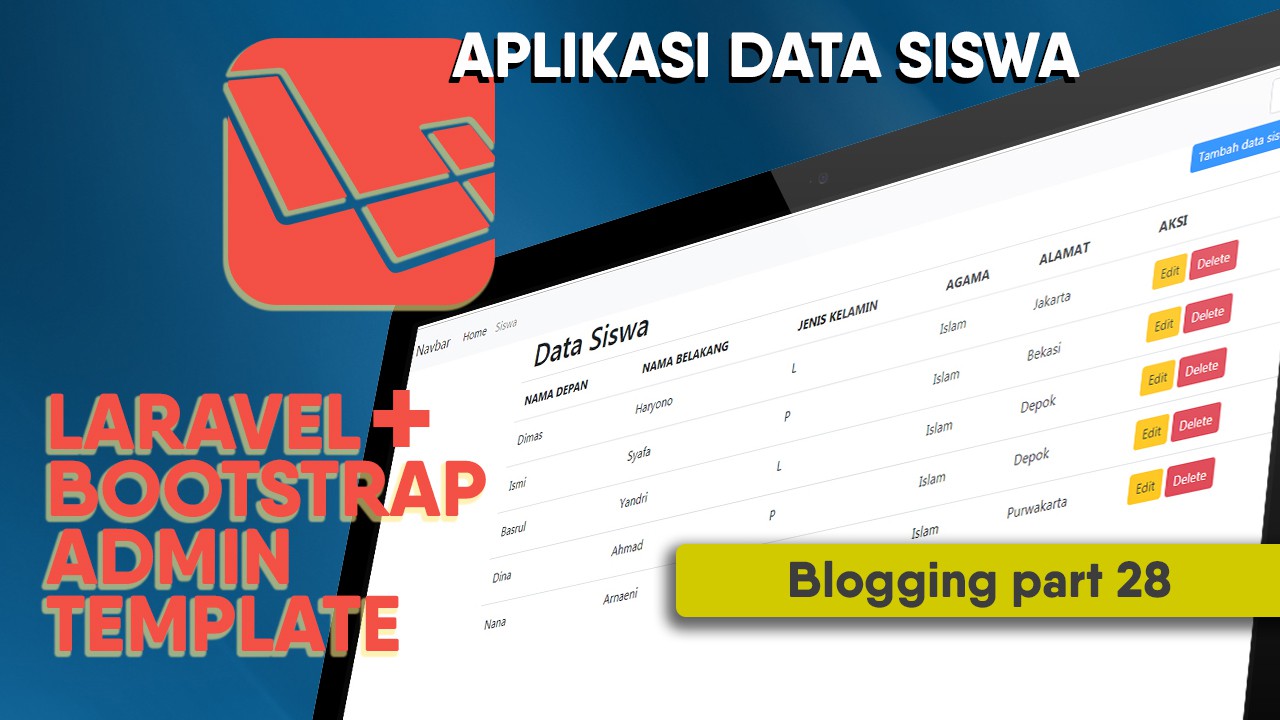 APLIKASI DATA SISWA
LARAVEL +
BOOTSTRAP
ADMIN
TEMPLATE
Navbar Home Siswa
Data Siswa
Tambah data sis
NAMA DEPAN NAMA BELAKANG JENIS KELAMIN AGAMA ALAMAT AKSI
Dimas Haryono L Islam Jakarta Edit Delete
Ismi Syafa P Islam Bekasi Edit Delete
Basrul Yandri L Islam Depok Edit Delete
Dina Ahmad P Islam Depok Edit Delete
Nana Arnaeni Islam Purwakarta Edit Delete
Blogging part 28